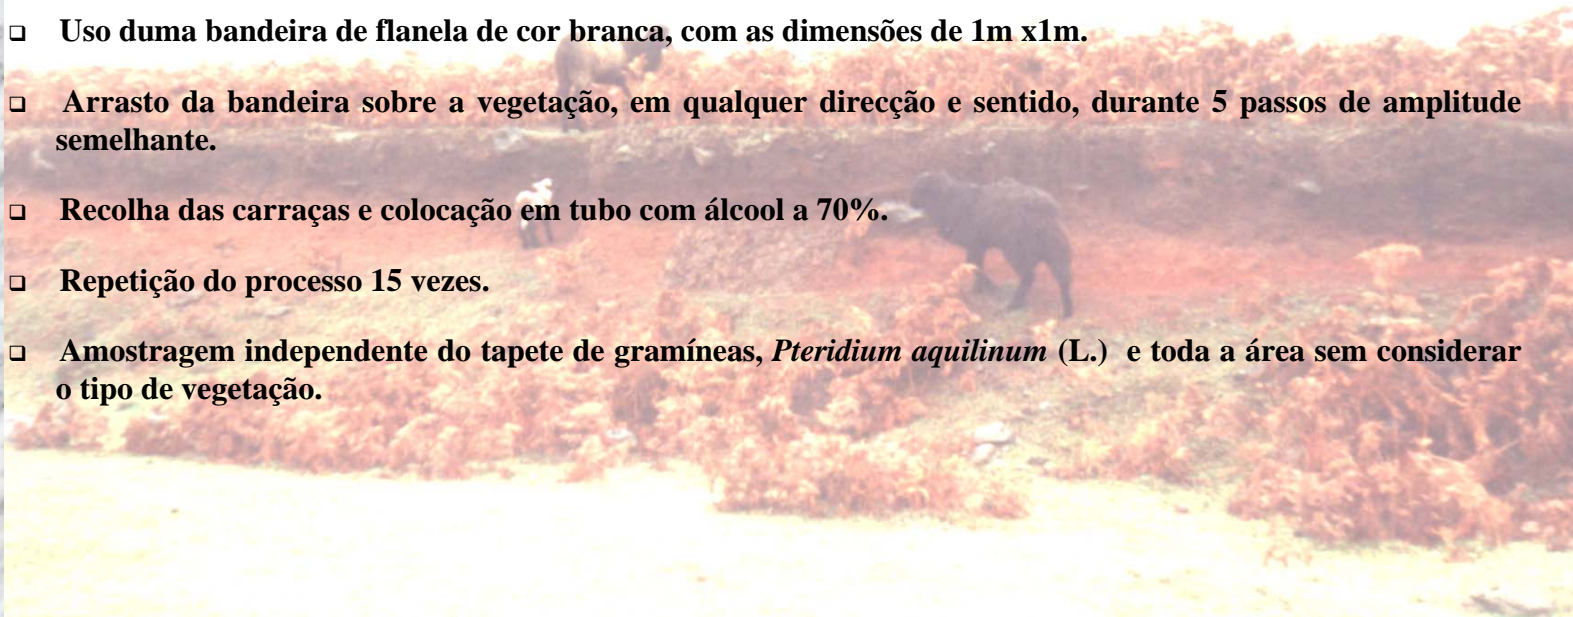 ❑ Uso duma bandeira de flanela de cor branca, com as dimensões de 1m x1m.
❑ Arrasto da bandeira sobre a vegetação, em qualquer direcção e sentido, durante 5 passos de amplitude
semelhante.
❑ Recolha das carraças e colocação em tubo com álcool a 70%.
❑ Repetição do processo 15 vezes.
❑ Amostragem independente do tapete de gramíneas, Pteridium aquilinum (L.) e toda a área sem considerar
o tipo de vegetação.